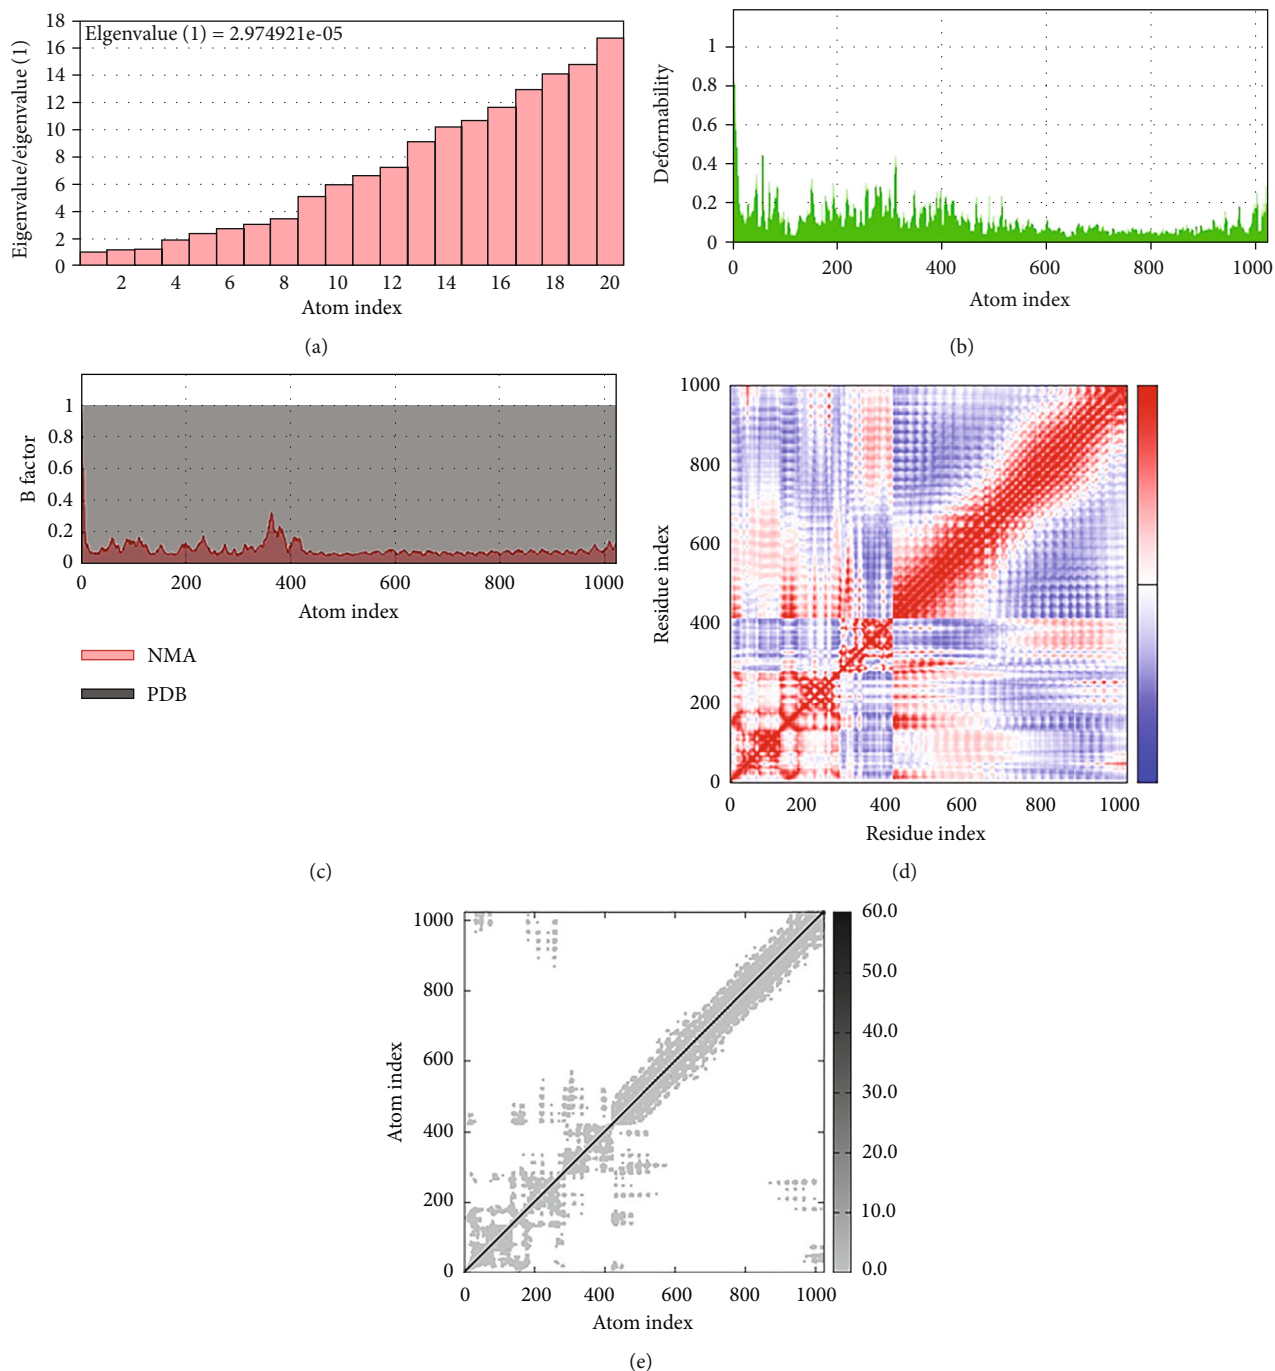 Elgenvalue (1) = 2.974921e-05
Eigenvalue/eigenvalue (1)
18
16
14
12
10
8
6
4
2
0
2 4 6 8 10 12 14 16 18 20
Atom index
(a)
Deformability
1
0.8
0.6
0.4
0.2
0
0 200 400 600 800 1000
Atom index
(b)
B factor
1
0.8
0.6
0.4
0.2
0
0 200 400 600 800 1000
Atom index
NMA
PDB
(c)
Residue index
1000
800
600
400
200
0
0 200 400 600 800 1000
Residue index
(d)
Atom index
1000
800
600
400
200
0
0 200 400 600 800 1000
Atom index
60.0
50.0
40.0
30.0
20.0
10.0
0.0
(e)